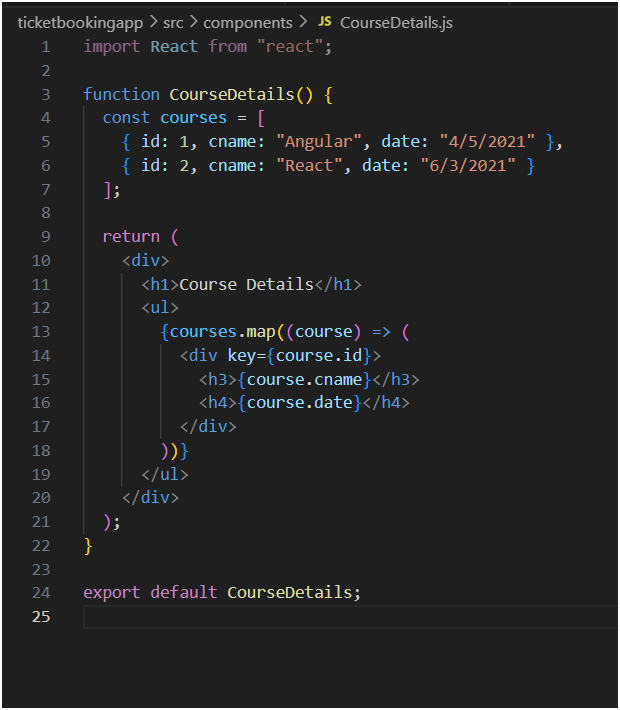 ticketbookingapp > src > components > JS CourseDetails.js
1 import React from "react";
2
3 function CourseDetails() {
4   const courses = [
5     { id: 1, cname: "Angular", date: "4/5/2021" },
6     { id: 2, cname: "React", date: "6/3/2021" }
7   ];
8
9   return (
10     <div>
11       <h1>Course Details</h1>
12       <ul>
13         {courses.map((course) => (
14           <div key={course.id}>
15             <h3>{course.cname}</h3>
16             <h4>{course.date}</h4>
17           </div>
18         ))}
19       </ul>
20     </div>
21   );
22 }
23
24 export default CourseDetails;
25